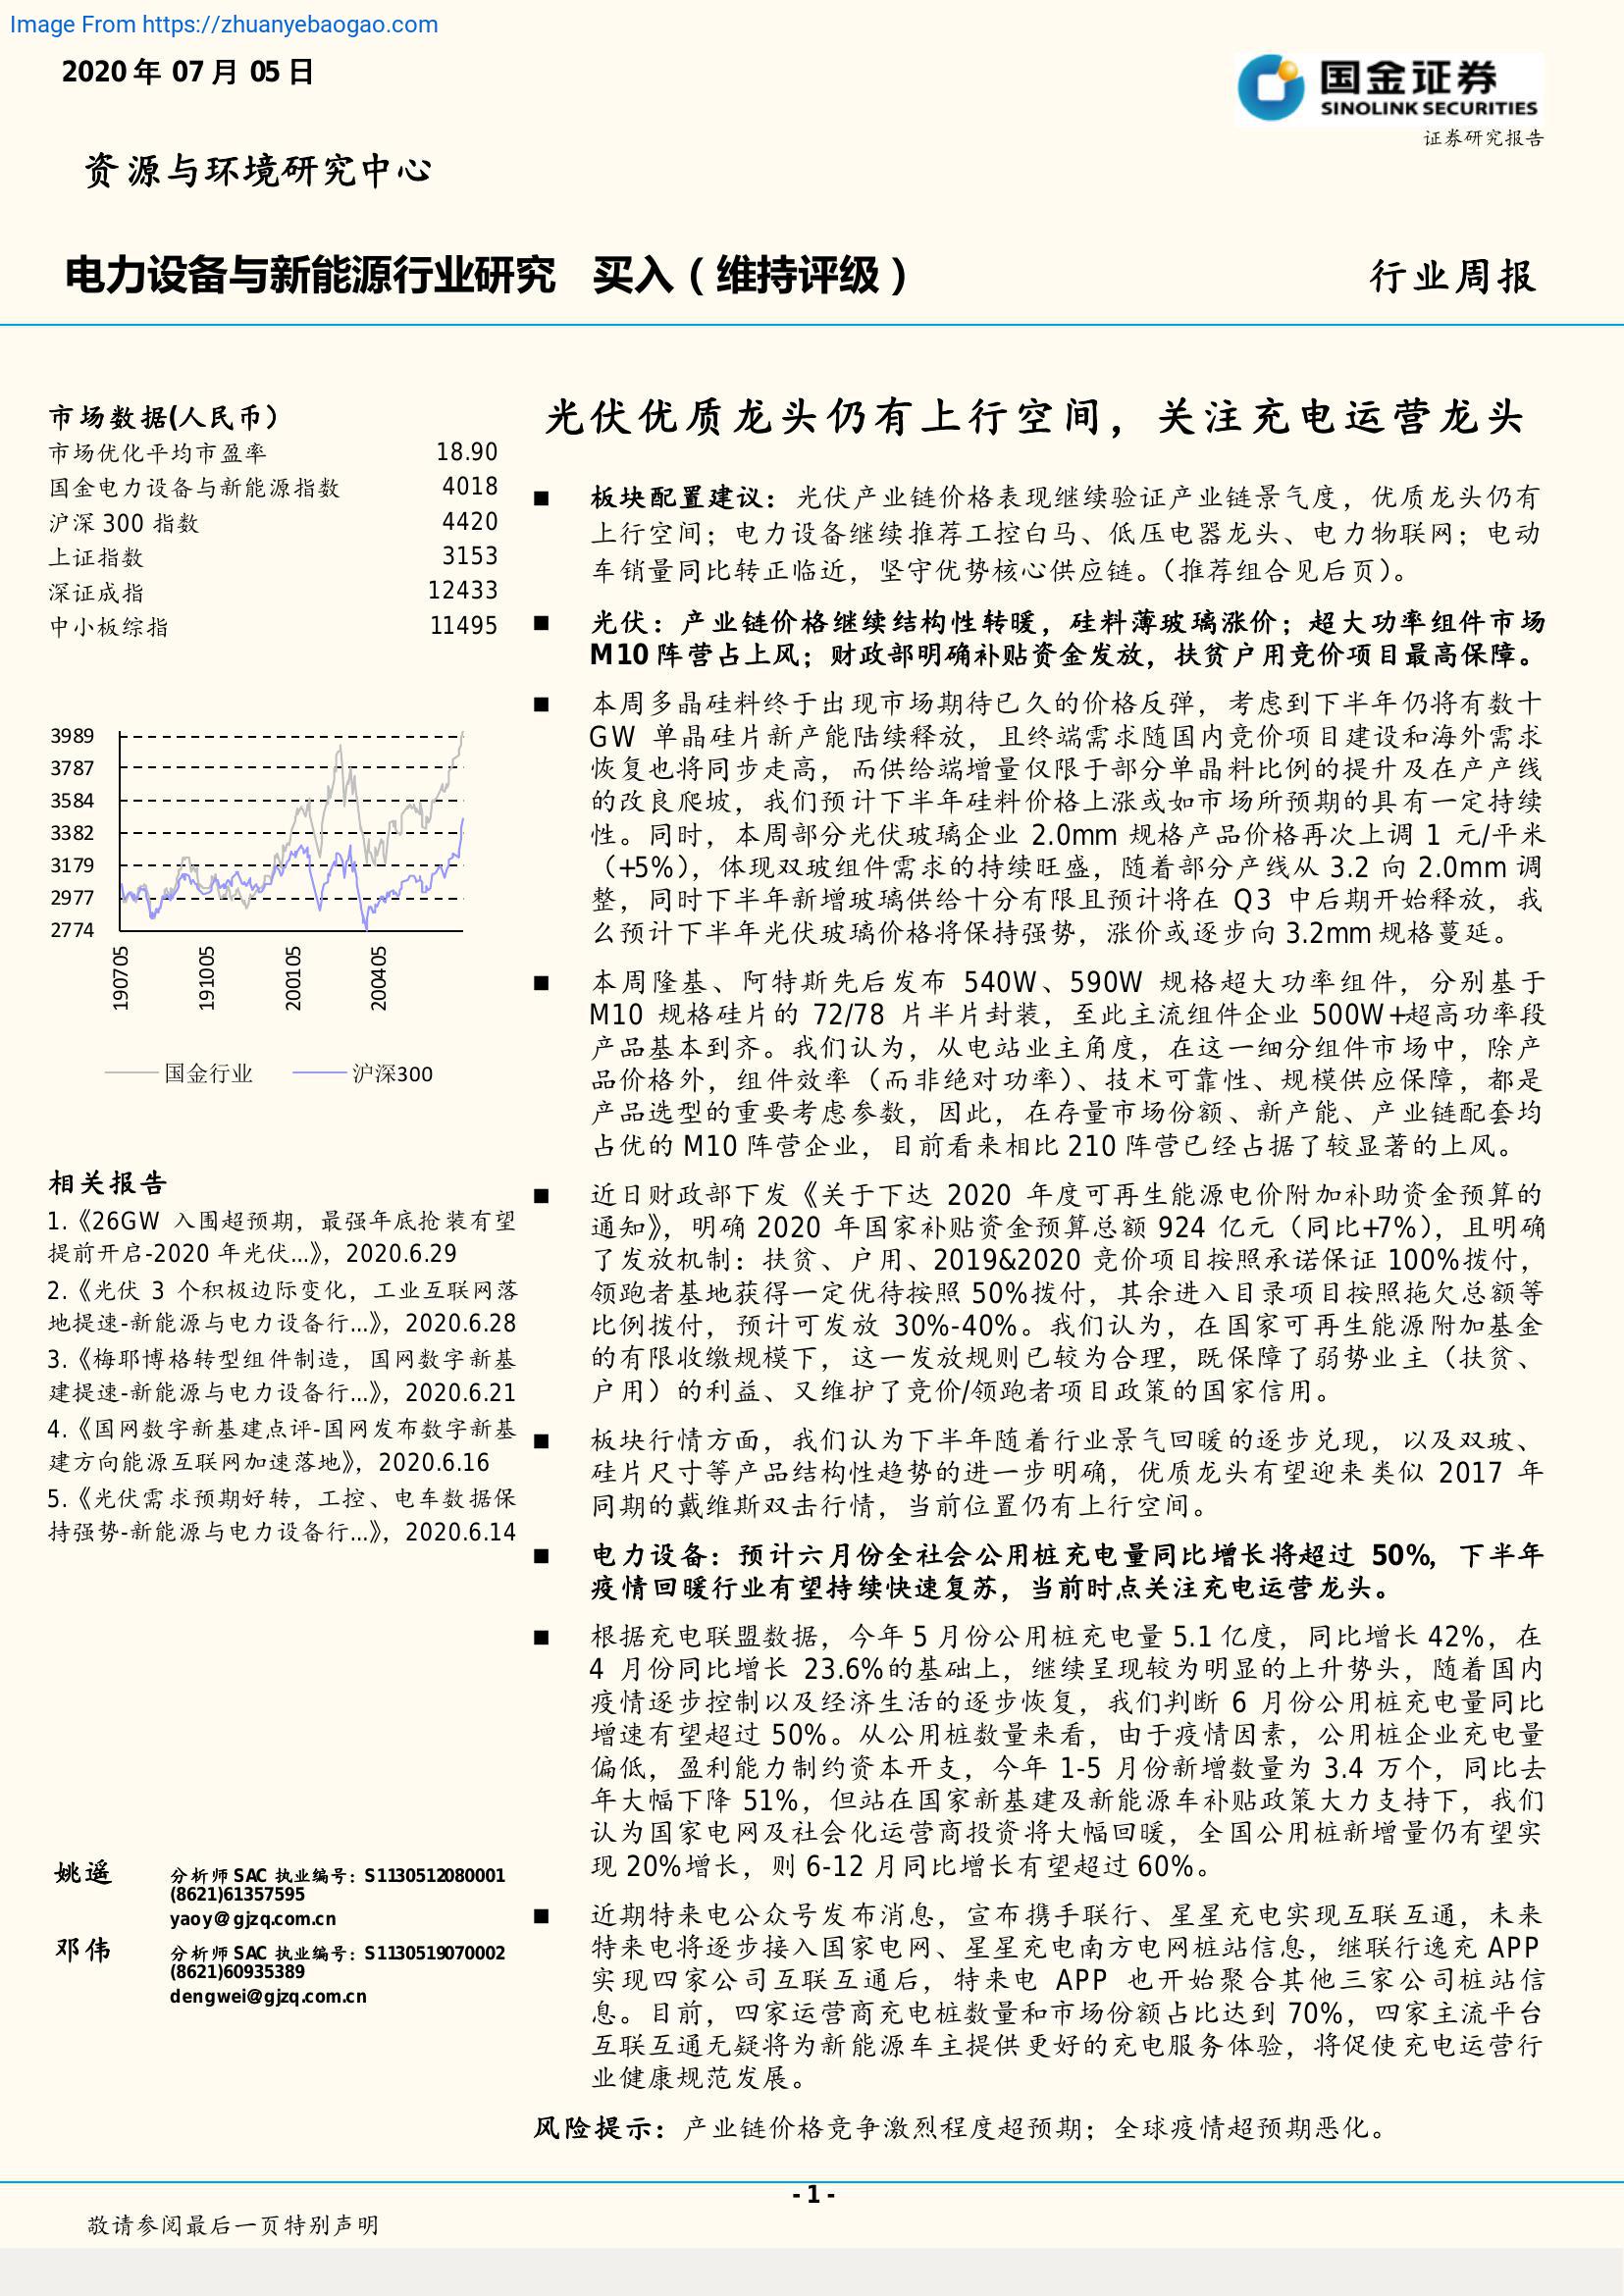 Image From https://zhuanyebaogao.com
2020 年 07 月 05 日
国金证券
SINOLINK SECURITIES
证券研究报告
资源与环境研究中心
电力设备与新能源行业研究 买入（维持评级）
行业周报
市场数据(人民币）
市场优化平均市盈率 18.90
国金电力设备与新能源指数 4018
沪深 300 指数 4420
上证指数 3153
深证成指 12433
中小板综指 11495
3989
3787
3584
3382
3179
2977
2774
190705
191005
200105
200405
国金行业 沪深300
相关报告
1.《26GW 入围超预期，最强年底抢装有望
提前开启-2020 年光伏...》，2020.6.29
2.《光伏 3 个积极边际变化，工业互联网落
地提速-新能源与电力设备行...》，2020.6.28
3.《梅耶博格转型组件制造，国网数字新基
建提速-新能源与电力设备行...》，2020.6.21
4.《国网数字新基建点评-国网发布数字新基
建方向能源互联网加速落地》，2020.6.16
5.《光伏需求预期好转，工控、电车数据保
持强势-新能源与电力设备行...》，2020.6.14
姚遥 分析师 SAC 执业编号：S1130512080001
(8621)61357595
yaoy@gjzq.com.cn
邓伟 分析师 SAC 执业编号：S1130519070002
(8621)60935389
dengwei@gjzq.com.cn
光伏优质龙头仍有上行空间，关注充电运营龙头
■ 板块配置建议：光伏产业链价格表现继续验证产业链景气度，优质龙头仍有
上行空间；电力设备继续推荐工控白马、低压电器龙头、电力物联网；电动
车销量同比转正临近，坚守优势核心供应链。（推荐组合见后页）。
■ 光伏：产业链价格继续结构性转暖，硅料薄玻璃涨价；超大功率组件市场
M10 阵营占上风；财政部明确补贴资金发放，扶贫户用竞价项目最高保障。
■ 本周多晶硅料终于出现市场期待已久的价格反弹，考虑到下半年仍将有数十
GW 单晶硅片新产能陆续释放，且终端需求随国内竞价项目建设和海外需求
恢复也将同步走高，而供给端增量仅限于部分单晶料比例的提升及在产产线
的改良爬坡，我们预计下半年硅料价格上涨或如市场所预期的具有一定持续
性。同时，本周部分光伏玻璃企业 2.0mm 规格产品价格再次上调 1 元/平米
（+5%），体现双玻组件需求的持续旺盛，随着部分产线从 3.2 向 2.0mm 调
整，同时下半年新增玻璃供给十分有限且预计将在 Q3 中后期开始释放，我
么预计下半年光伏玻璃价格将保持强势，涨价或逐步向 3.2mm 规格蔓延。
■ 本周隆基、阿特斯先后发布 540W、590W 规格超大功率组件，分别基于
M10 规格硅片的 72/78 片半片封装，至此主流组件企业 500W+超高功率段
产品基本到齐。我们认为，从电站业主角度，在这一细分组件市场中，除产
品价格外，组件效率（而非绝对功率）、技术可靠性、规模供应保障，都是
产品选型的重要考虑参数，因此，在存量市场份额、新产能、产业链配套均
占优的 M10 阵营企业，目前看来相比 210 阵营已经占据了较显著的上风。
■ 近日财政部下发《关于下达 2020 年度可再生能源电价附加补助资金预算的
通知》，明确 2020 年国家补贴资金预算总额 924 亿元（同比+7%），且明确
了发放机制：扶贫、户用、2019&2020 竞价项目按照承诺保证 100%拨付，
领跑者基地获得一定优待按照 50%拨付，其余进入目录项目按照拖欠总额等
比例拨付，预计可发放 30%-40%。我们认为，在国家可再生能源附加基金
的有限收缴规模下，这一发放规则已较为合理，既保障了弱势业主（扶贫、
户用）的利益、又维护了竞价/领跑者项目政策的国家信用。
■ 板块行情方面，我们认为下半年随着行业景气回暖的逐步兑现，以及双玻、
硅片尺寸等产品结构性趋势的进一步明确，优质龙头有望迎来类似 2017 年
同期的戴维斯双击行情，当前位置仍有上行空间。
■ 电力设备：预计六月份全社会公用桩充电量同比增长将超过 50%，下半年
疫情回暖行业有望持续快速复苏，当前时点关注充电运营龙头。
■ 根据充电联盟数据，今年 5 月份公用桩充电量 5.1 亿度，同比增长 42%，在
4 月份同比增长 23.6%的基础上，继续呈现较为明显的上升势头，随着国内
疫情逐步控制以及经济生活的逐步恢复，我们判断 6 月份公用桩充电量同比
增速有望超过 50%。从公用桩数量来看，由于疫情因素，公用桩企业充电量
偏低，盈利能力制约资本开支，今年 1-5 月份新增数量为 3.4 万个，同比去
年大幅下降 51%，但站在国家新基建及新能源车补贴政策大力支持下，我们
认为国家电网及社会化运营商投资将大幅回暖，全国公用桩新增量仍有望实
现 20%增长，则 6-12 月同比增长有望超过 60%。
■ 近期特来电公众号发布消息，宣布携手联行、星星充电实现互联互通，未来
特来电将逐步接入国家电网、星星充电南方电网桩站信息，继联行逸充 APP
实现四家公司互联互通后，特来电 APP 也开始聚合其他三家公司桩站信
息。目前，四家运营商充电桩数量和市场份额占比达到 70%，四家主流平台
互联互通无疑将为新能源车主提供更好的充电服务体验，将促使充电运营行
业健康规范发展。
风险提示：产业链价格竞争激烈程度超预期；全球疫情超预期恶化。
- 1 -
敬请参阅最后一页特别声明